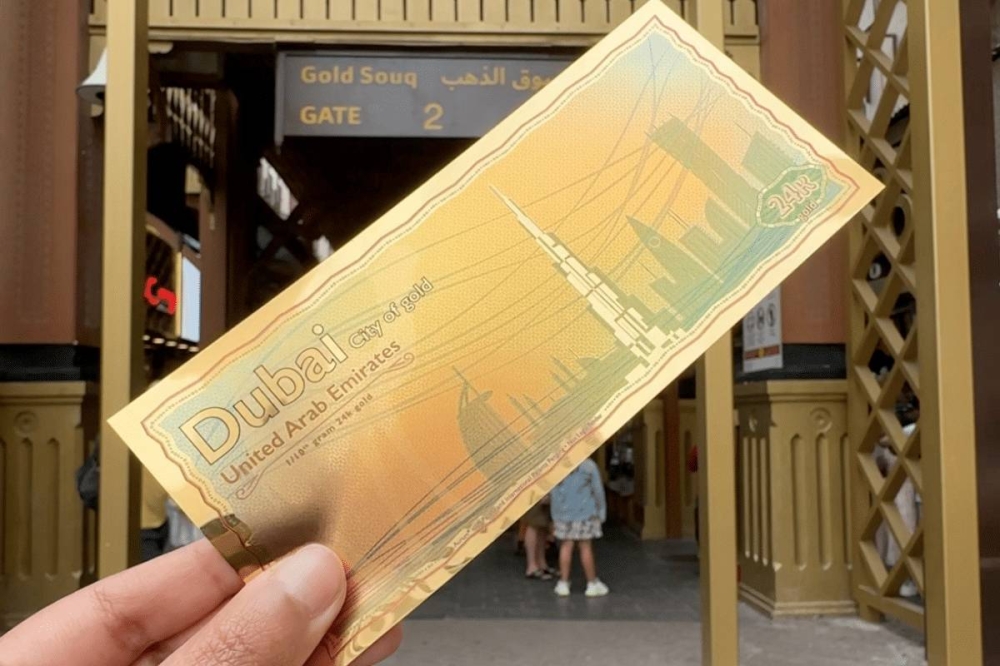 Gold Souq سوق الذهب
GATE 2
24K
gold
Dubai City of gold
United Arab Emirates
1/10th gram 24k gold